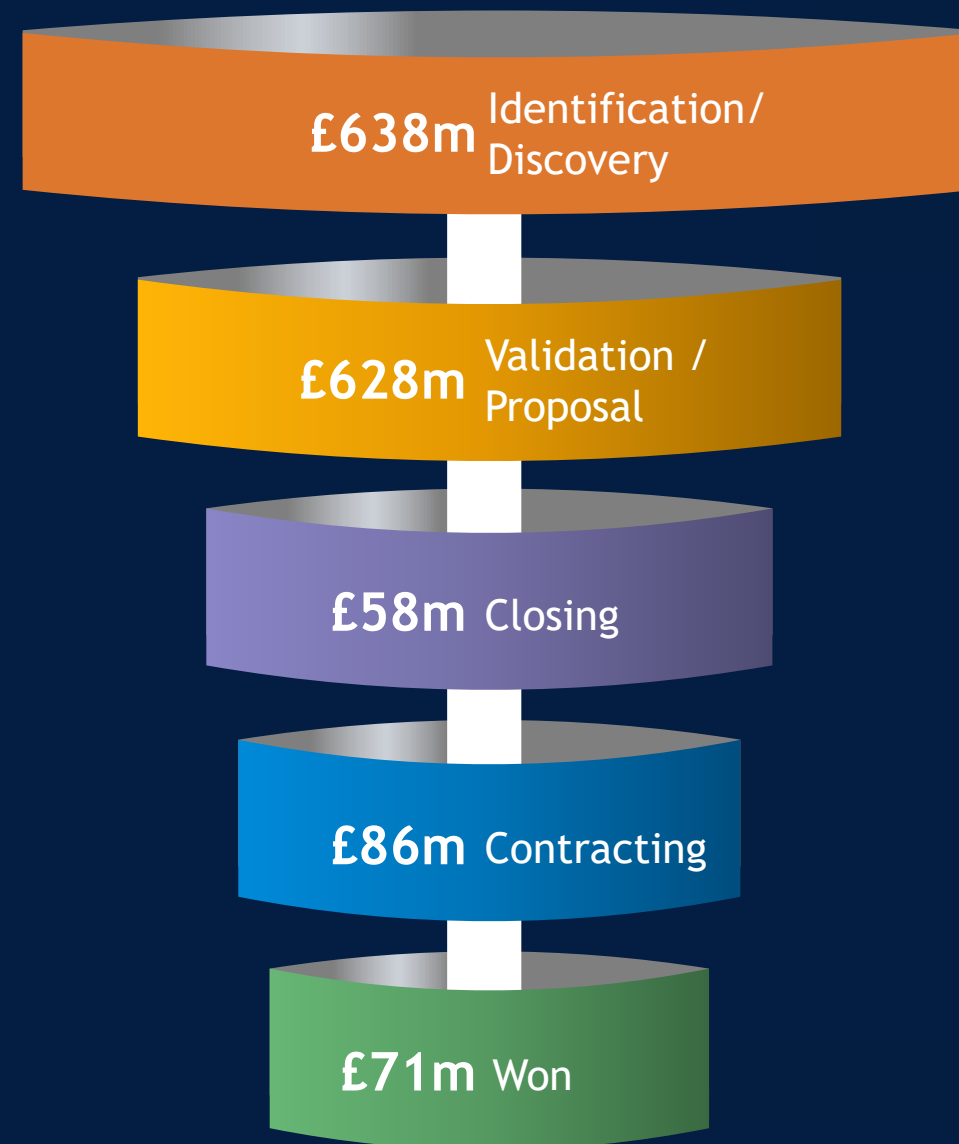 £638m Identification/
Discovery
£628m Validation /
Proposal
£58m Closing
£86m Contracting
£71m Won